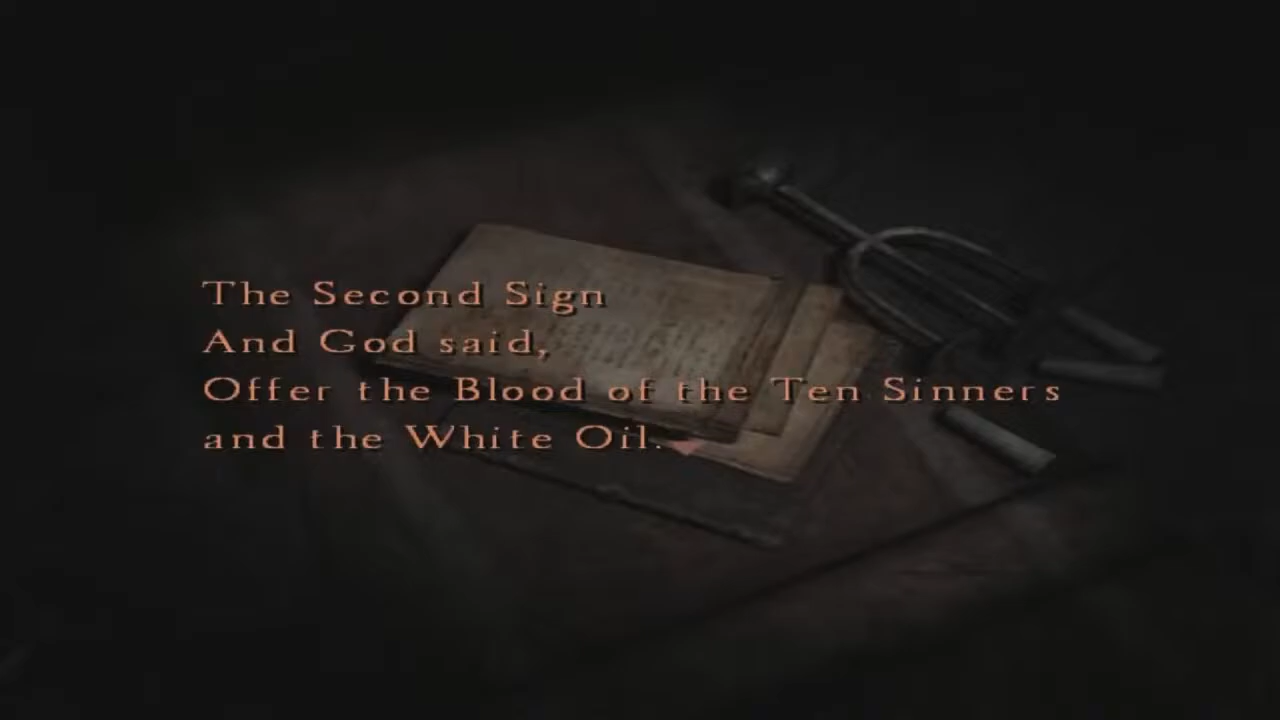 The Second Sign
And God said,
Offer the Blood of the Ten Sinners
and the White Oil.